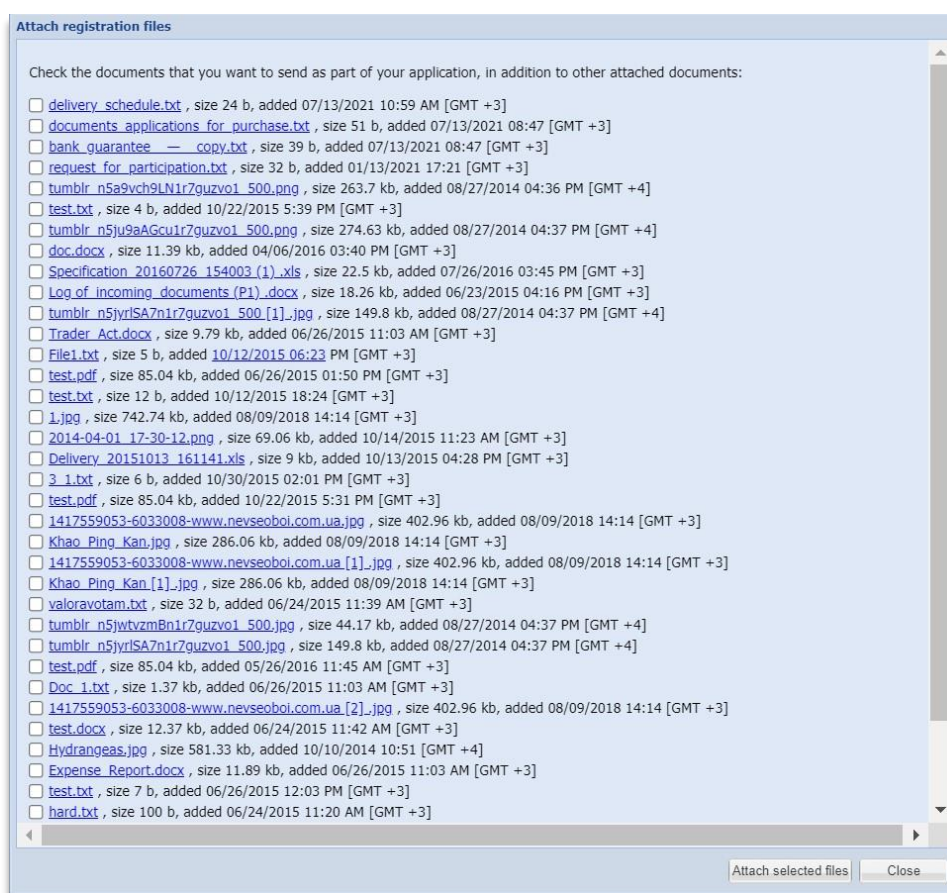 Attach registration files
Check the documents that you want to send as part of your application, in addition to other attached documents:
delivery_schedule.txt , size 24 b, added 07/13/2021 10:59 AM [GMT +3]
documents_applications_for_purchase.txt , size 51 b, added 07/13/2021 08:47 [GMT +3]
bank_guarantee__—__copy.txt , size 39 b, added 07/13/2021 08:47 [GMT +3]
request_for_participation.txt , size 32 b, added 01/13/2021 17:21 [GMT +3]
tumblr_n5a9vch9LN1r7guzvo1_500.png , size 263.7 kb, added 08/27/2014 04:36 PM [GMT +4]
test.txt , size 4 b, added 10/22/2015 5:39 PM [GMT +3]
tumblr_n5ju9aAGcu1r7guzvo1_500.png , size 274.63 kb, added 08/27/2014 04:37 PM [GMT +4]
doc.docx , size 11.39 kb, added 04/06/2016 03:40 PM [GMT +3]
Specification_20160726_154003 (1) .xls , size 22.5 kb, added 07/26/2016 03:45 PM [GMT +3]
Log of_incoming_documents (P1) .docx , size 18.26 kb, added 06/23/2015 04:16 PM [GMT +3]
tumblr_n5jyrlSA7n1r7guzvo1_500 [1] .jpg , size 149.8 kb, added 08/27/2014 04:37 PM [GMT +4]
Trader_Act.docx , size 9.79 kb, added 06/26/2015 11:03 AM [GMT +3]
File1.txt , size 5 b, added 10/12/2015 06:23 PM [GMT +3]
test.pdf , size 85.04 kb, added 06/26/2015 01:50 PM [GMT +3]
test.txt , size 12 b, added 10/12/2015 18:24 [GMT +3]
1.jpg , size 742.74 kb, added 08/09/2018 14:14 [GMT +3]
2014-04-01_17-30-12.png , size 69.06 kb, added 10/14/2015 11:23 AM [GMT +3]
Delivery_20151013_161141.xls , size 9 kb, added 10/13/2015 04:28 PM [GMT +3]
3_1.txt , size 6 b, added 10/30/2015 02:01 PM [GMT +3]
test.pdf , size 85.04 kb, added 10/22/2015 5:31 PM [GMT +3]
1417559053-6033008-www.nevseoboi.com.ua.jpg , size 402.96 kb, added 08/09/2018 14:14 [GMT +3]
Khao_Ping_Kan.jpg , size 286.06 kb, added 08/09/2018 14:14 [GMT +3]
1417559053-6033008-www.nevseoboi.com.ua [1] .jpg , size 402.96 kb, added 08/09/2018 14:14 [GMT +3]
Khao_Ping_Kan [1] .jpg , size 286.06 kb, added 08/09/2018 14:14 [GMT +3]
valoravotam.txt , size 32 b, added 06/24/2015 11:39 AM [GMT +3]
tumblr_n5jwtvzmBn1r7guzvo1_500.jpg , size 44.17 kb, added 08/27/2014 04:37 PM [GMT +4]
tumblr_n5jyrlSA7n1r7guzvo1_500.jpg , size 149.8 kb, added 08/27/2014 04:37 PM [GMT +4]
test.pdf , size 85.04 kb, added 05/26/2016 11:45 AM [GMT +3]
Doc_1.txt , size 1.37 kb, added 06/26/2015 11:03 AM [GMT +3]
1417559053-6033008-www.nevseoboi.com.ua [2] .jpg , size 402.96 kb, added 08/09/2018 14:14 [GMT +3]
test.docx , size 12.37 kb, added 06/24/2015 11:42 AM [GMT +3]
Hydrangeas.jpg , size 581.33 kb, added 10/10/2014 10:51 [GMT +4]
Expense_Report.docx , size 11.89 kb, added 06/26/2015 11:03 AM [GMT +3]
test.txt , size 7 b, added 06/26/2015 12:03 PM [GMT +3]
hard.txt , size 100 b, added 06/24/2015 11:20 AM [GMT +3]
Attach selected files Close